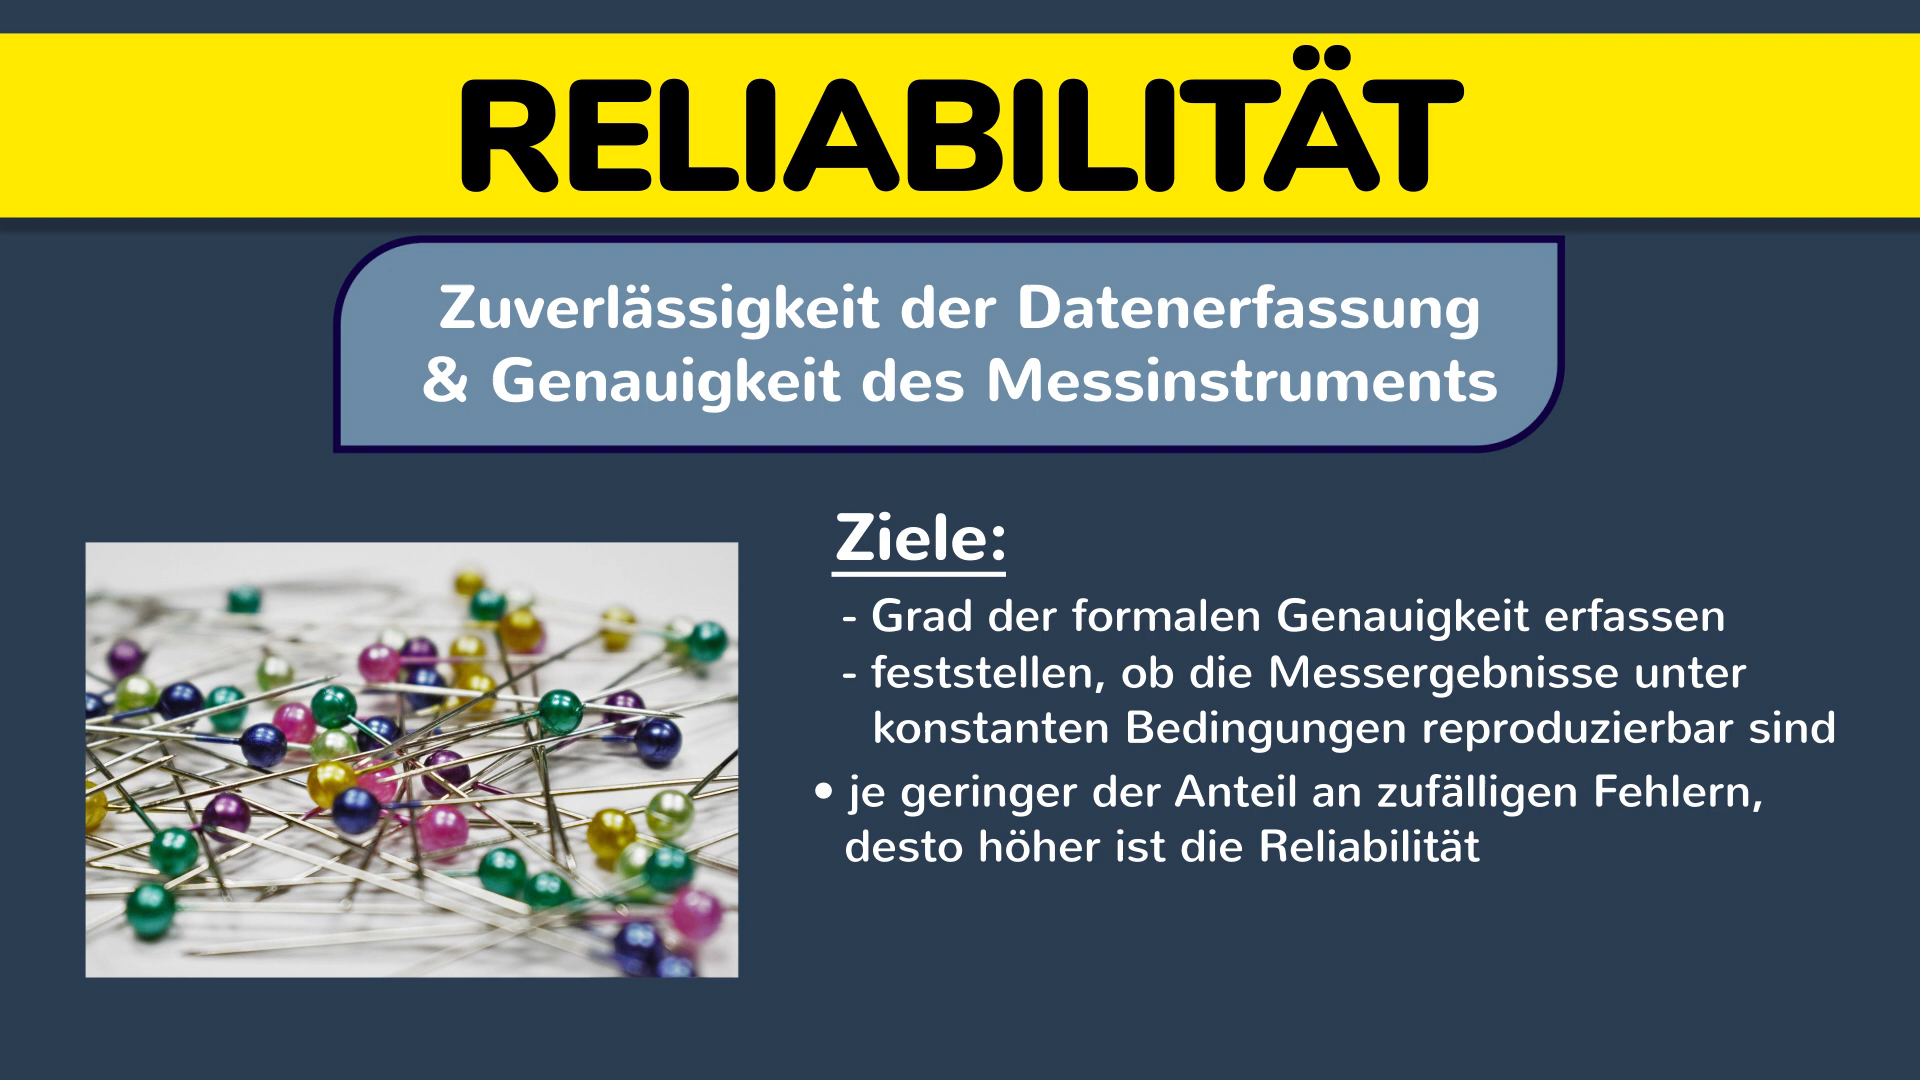 RELIABILITÄT
Zuverlässigkeit der Datenerfassung
& Genauigkeit des Messinstruments
Ziele:
- Grad der formalen Genauigkeit erfassen
- feststellen, ob die Messergebnisse unter
konstanten Bedingungen reproduzierbar sind
• je geringer der Anteil an zufälligen Fehlern,
desto höher ist die Reliabilität